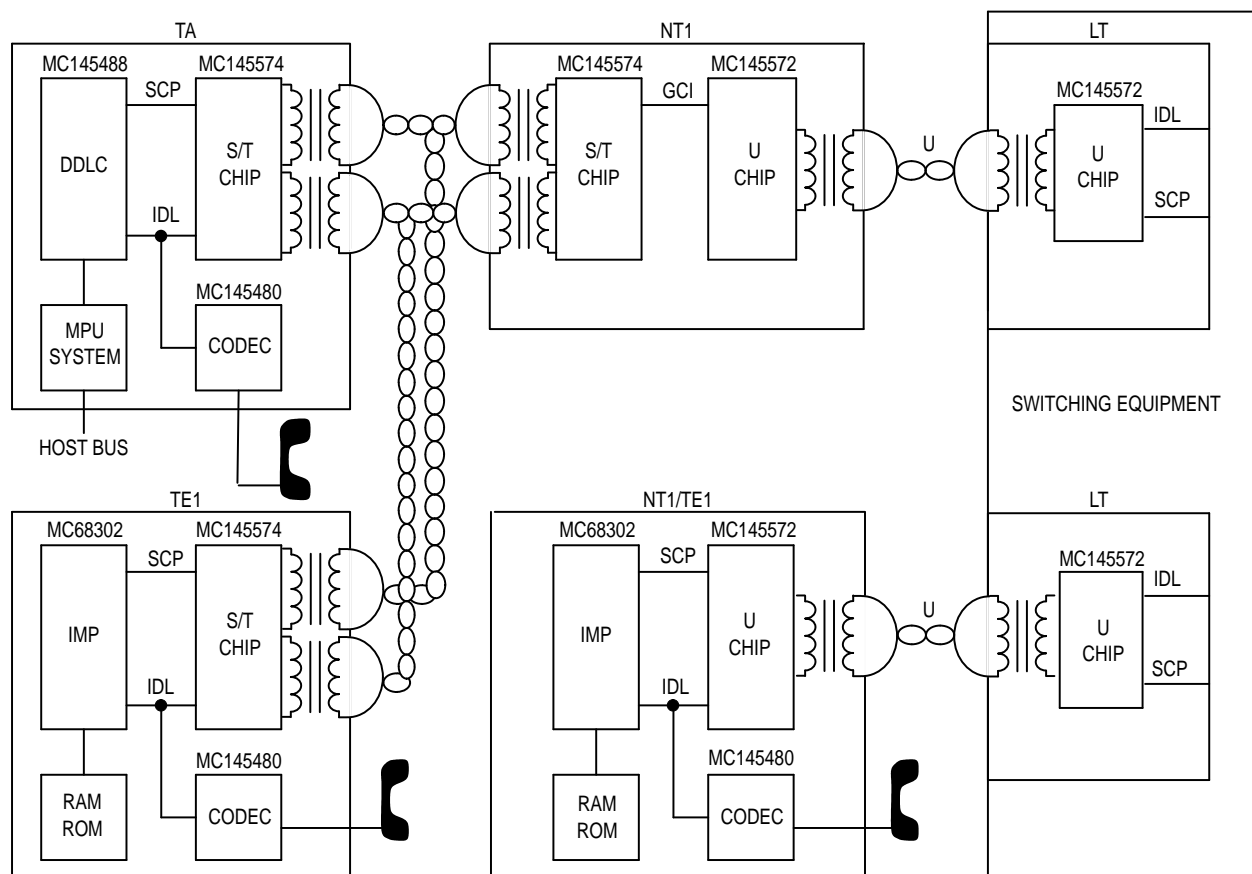 TA
MC145488
SCP
MC145574
DDLC
S/T
CHIP
IDL
MC145480
MPU
SYSTEM
CODEC
HOST BUS
NT1
MC145574
GCI
MC145572
S/T
CHIP
U
CHIP
U
LT
MC145572
IDL
U
CHIP
SCP
SWITCHING EQUIPMENT
TE1
MC68302
SCP
MC145574
IMP
S/T
CHIP
IDL
MC145480
RAM
ROM
CODEC
NT1/TE1
MC68302
SCP
MC145572
IMP
U
CHIP
IDL
MC145480
RAM
ROM
CODEC
U
LT
MC145572
IDL
U
CHIP
SCP